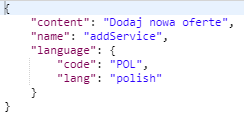 {
    "content": "Dodaj nowa oferte",
    "name": "addService",
    "language": {
        "code": "POL",
        "lang": "polish"
    }
}